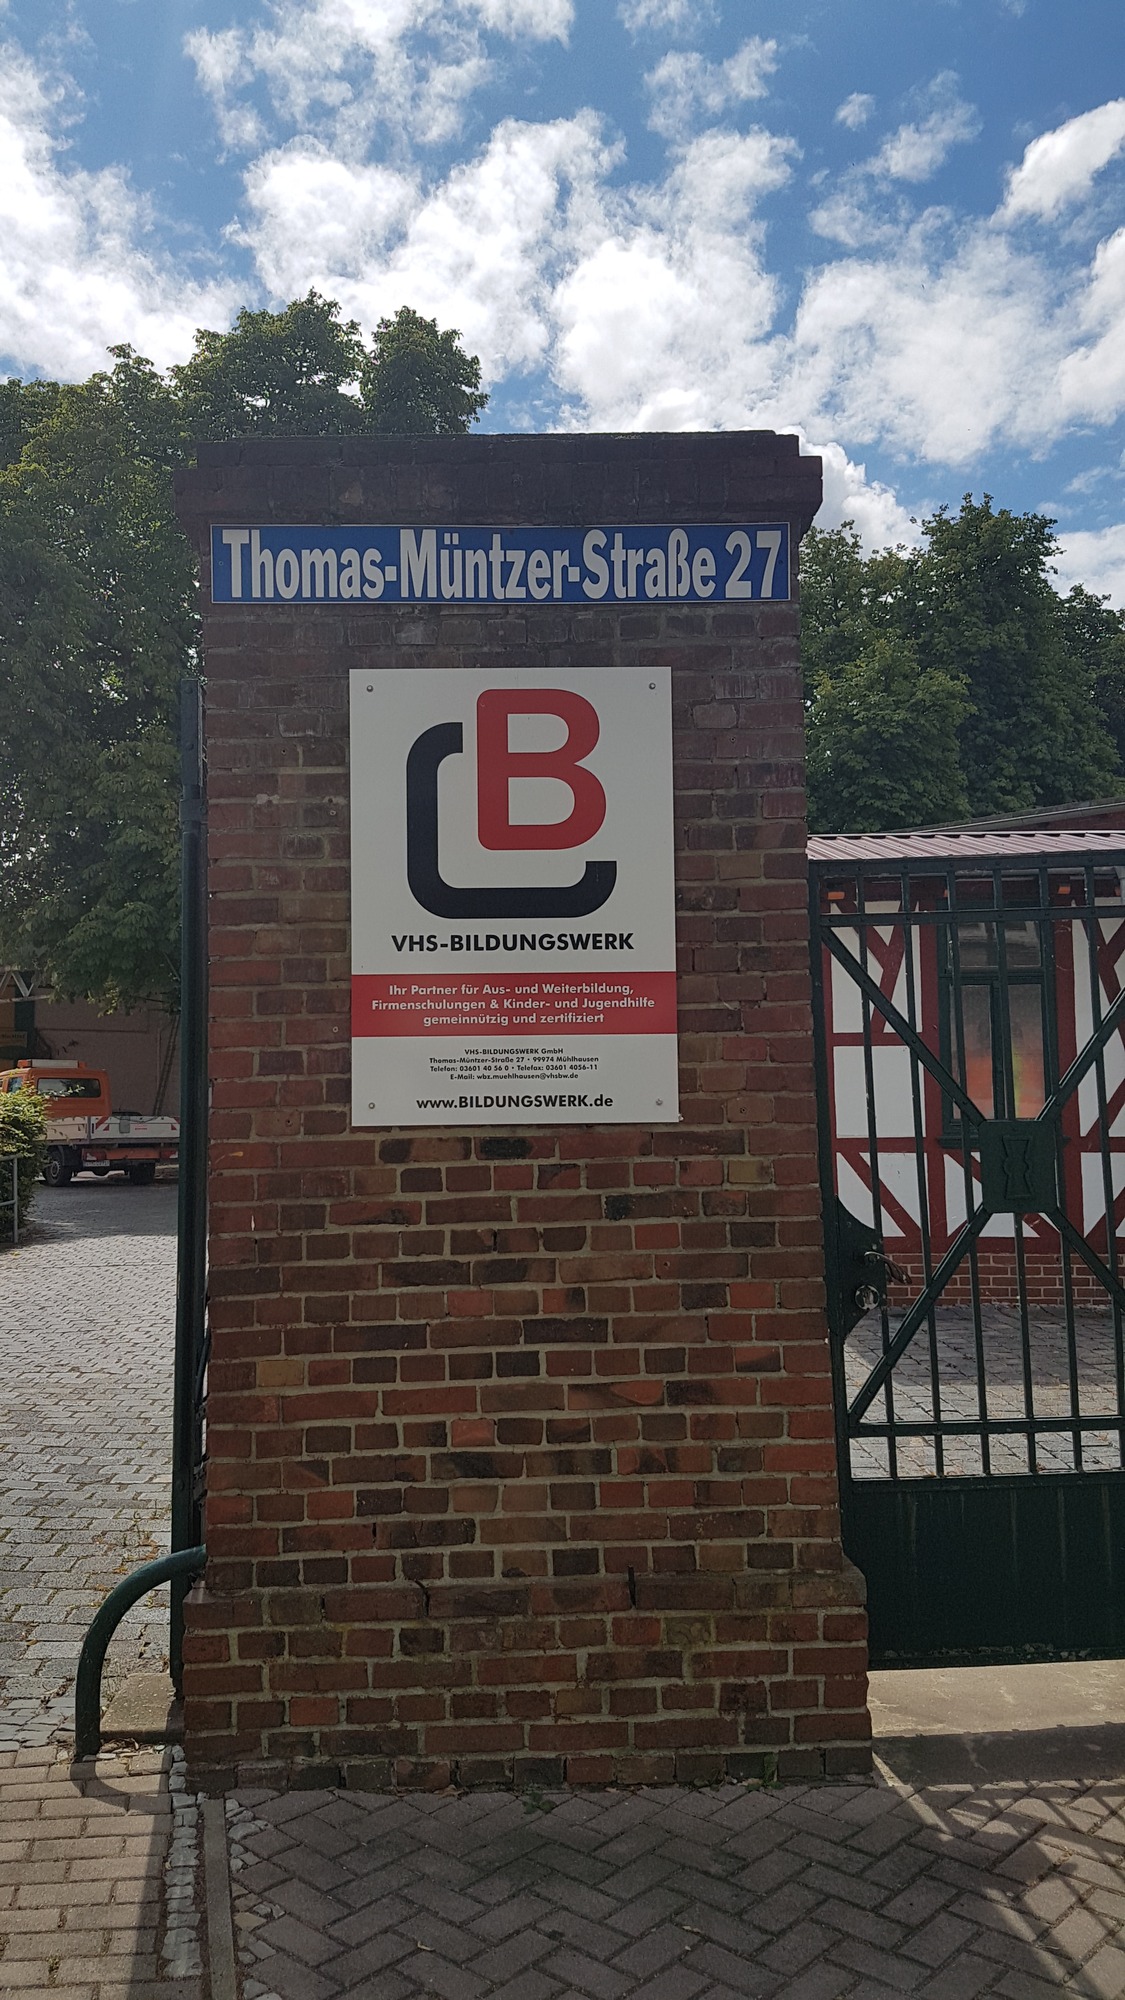 Thomas-Müntzer-Straße 27
B
VHS-BILDUNGSWERK
Ihr Partner für Aus- und Weiterbildung,
Firmenschulungen & Kinder- und Jugendhilfe
gemeinnützig und zertifiziert
VHS-BILDUNGSWERK GmbH
Thomas-Müntzer-Straße 27 • 99974 Mühlhausen
Telefon: 03601 40 56 0 • Telefax: 03601 4056-11
E-Mail: wbz.muehlhausen@vhsbw.de
www.BILDUNGSWERK.de